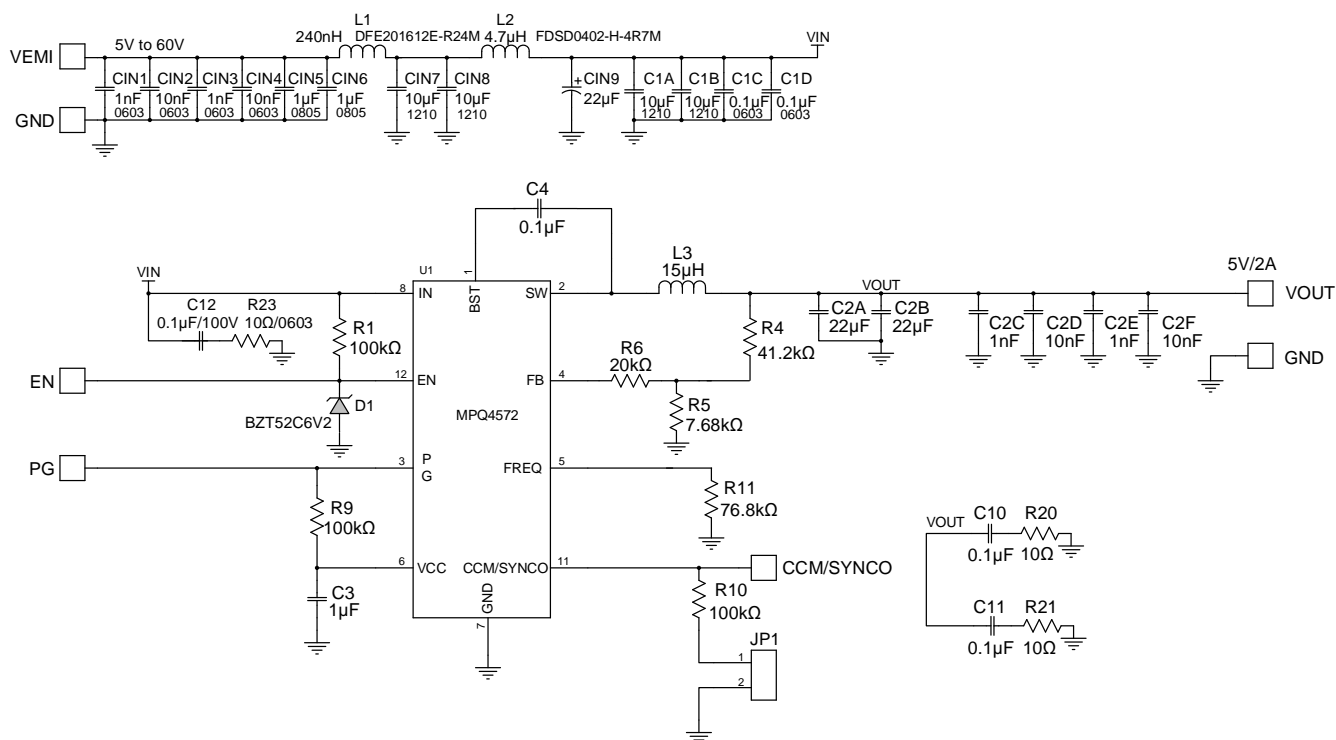 L1 L2
240nH DFE201612E-R24M 4.7µH FDSD0402-H-4R7M VIN
VEMI 5V to 60V
CIN1 CIN2 CIN3 CIN4 CIN5 CIN6 CIN7 CIN8 CIN9 C1A C1B C1C C1D
1nF 10nF 1nF 10nF 1µF 1µF 10µF 10µF + 22µF 10µF 10µF 0.1µF 0.1µF
0603 0603 0603 0603 0805 0805 1210 1210 1210 1210 0603 0603
GND
C4
0.1µF
L3
15µH
5V/2A
VIN U1 1 VOUT VOUT
8 IN BST SW 2
C12 R23
0.1µF/100V 10Ω/0603
R1
100kΩ
C2A C2B C2C C2D C2E C2F
22µF 22µF 1nF 10nF 1nF 10nF
R4
41.2kΩ
GND
R6
20kΩ
EN 12 EN FB 4
D1
BZT52C6V2
MPQ4572
R5
7.68kΩ
PG 3 P
G
FREQ 5
R9
100kΩ
R11
76.8kΩ
VOUT C10 R20
0.1µF 10Ω
6 VCC CCM/SYNCO 11 CCM/SYNCO
C3
1µF
GND
7
R10
100kΩ
C11 R21
0.1µF 10Ω
JP1
1
2